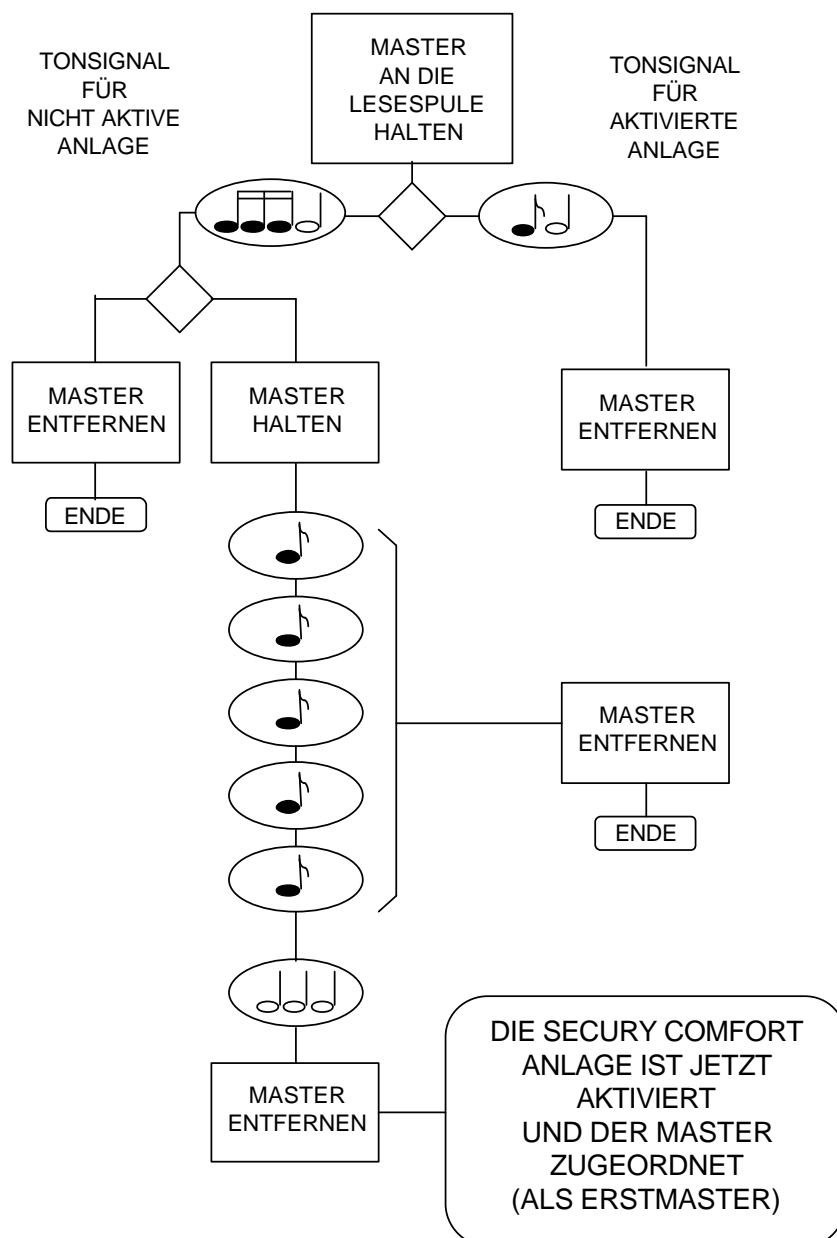 TONSIGNAL
FÜR
NICHT AKTIVE
ANLAGE
MASTER
AN DIE
LESESPULE
HALTEN
TONSIGNAL
FÜR
AKTIVIERTE
ANLAGE
MASTER
ENTFERNEN
MASTER
HALTEN
MASTER
ENTFERNEN
ENDE
ENDE
MASTER
ENTFERNEN
ENDE
MASTER
ENTFERNEN
DIE SECURY COMFORT
ANLAGE IST JETZT
AKTIVIERT
UND DER MASTER
ZUGEORDNET
(ALS ERSTMASTER)